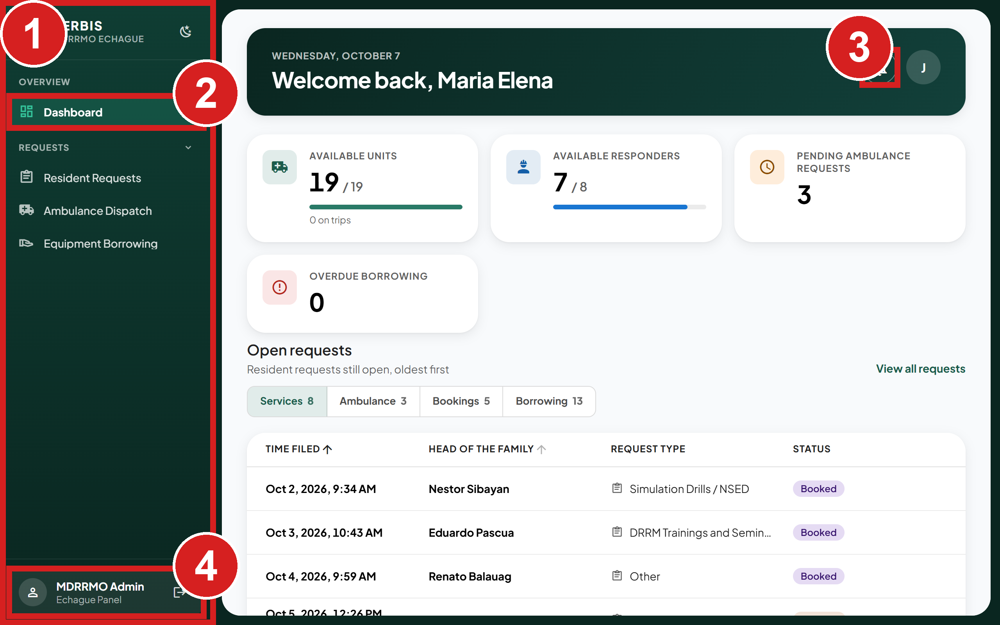 1
ERBIS
RRMO ECHAGUE
OVERVIEW
2
Dashboard
REQUESTS
Resident Requests
Ambulance Dispatch
Equipment Borrowing
4
MDRRMO Admin
Echague Panel
WEDNESDAY, OCTOBER 7
Welcome back, Maria Elena
3
J
AVAILABLE UNITS
19 / 19
0 on trips
AVAILABLE RESPONDERS
7 / 8
PENDING AMBULANCE
REQUESTS
3
OVERDUE BORROWING
0
Open requests
Resident requests still open, oldest first
View all requests
Services 8 Ambulance 3 Bookings 5 Borrowing 13
TIME FILED HEAD OF THE FAMILY REQUEST TYPE STATUS
Oct 2, 2026, 9:34 AM Nestor Sibayan Simulation Drills / NSED Booked
Oct 3, 2026, 10:43 AM Eduardo Pascua DRRM Trainings and Semin... Booked
Oct 4, 2026, 9:59 AM Renato Balauag Other Booked
Oct 5, 2026, 12:26 PM